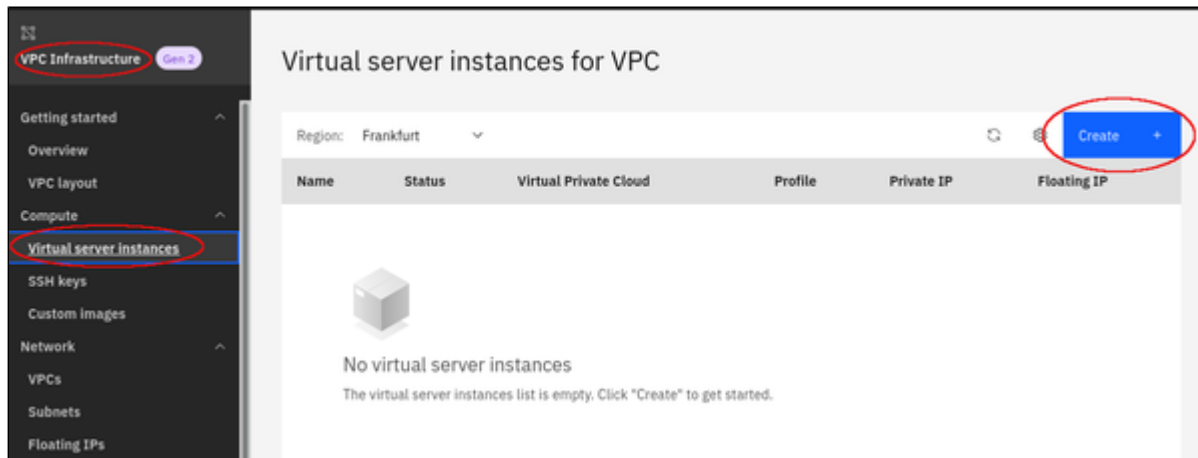 VPC Infrastructure Gen 2
Getting started
Overview
VPC layout
Compute
Virtual server instances
SSH keys
Custom images
Network
VPCs
Subnets
Floating IPs
Virtual server instances for VPC
Region: Frankfurt
Create +
Name Status Virtual Private Cloud Profile Private IP Floating IP
No virtual server instances
The virtual server instances list is empty. Click "Create" to get started.